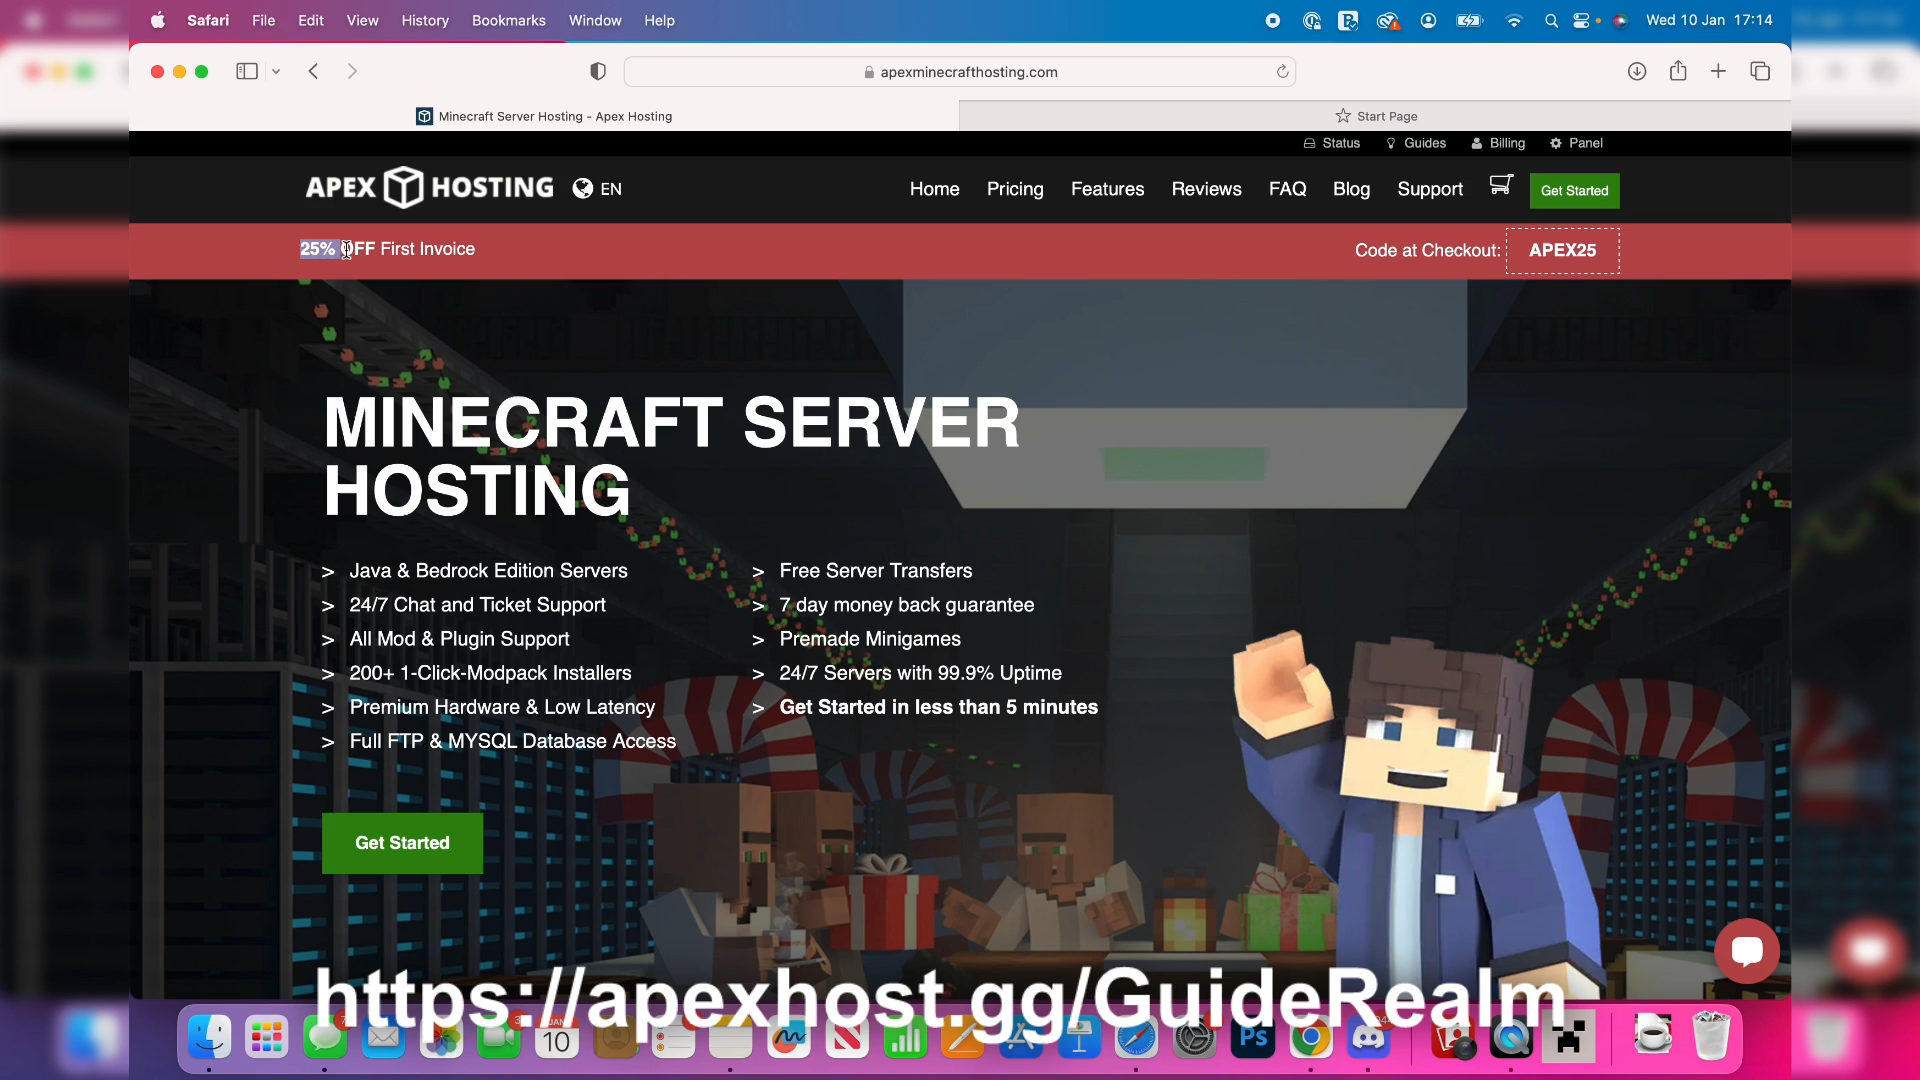 Safari File Edit View History Bookmarks Window Help
Wed 10 Jan 17:14
apexminecrafthosting.com
Minecraft Server Hosting - Apex Hosting
Start Page
Status Guides Billing Panel
APEX HOSTING EN
Home Pricing Features Reviews FAQ Blog Support Get Started
25% OFF First Invoice
Code at Checkout: APEX25
MINECRAFT SERVER
HOSTING
> Java & Bedrock Edition Servers
> 24/7 Chat and Ticket Support
> All Mod & Plugin Support
> 200+ 1-Click-Modpack Installers
> Premium Hardware & Low Latency
> Full FTP & MYSQL Database Access
> Free Server Transfers
> 7 day money back guarantee
> Premade Minigames
> 24/7 Servers with 99.9% Uptime
> Get Started in less than 5 minutes
Get Started
https://apexhost.gg/GuideRealm
JAN
10
Ps